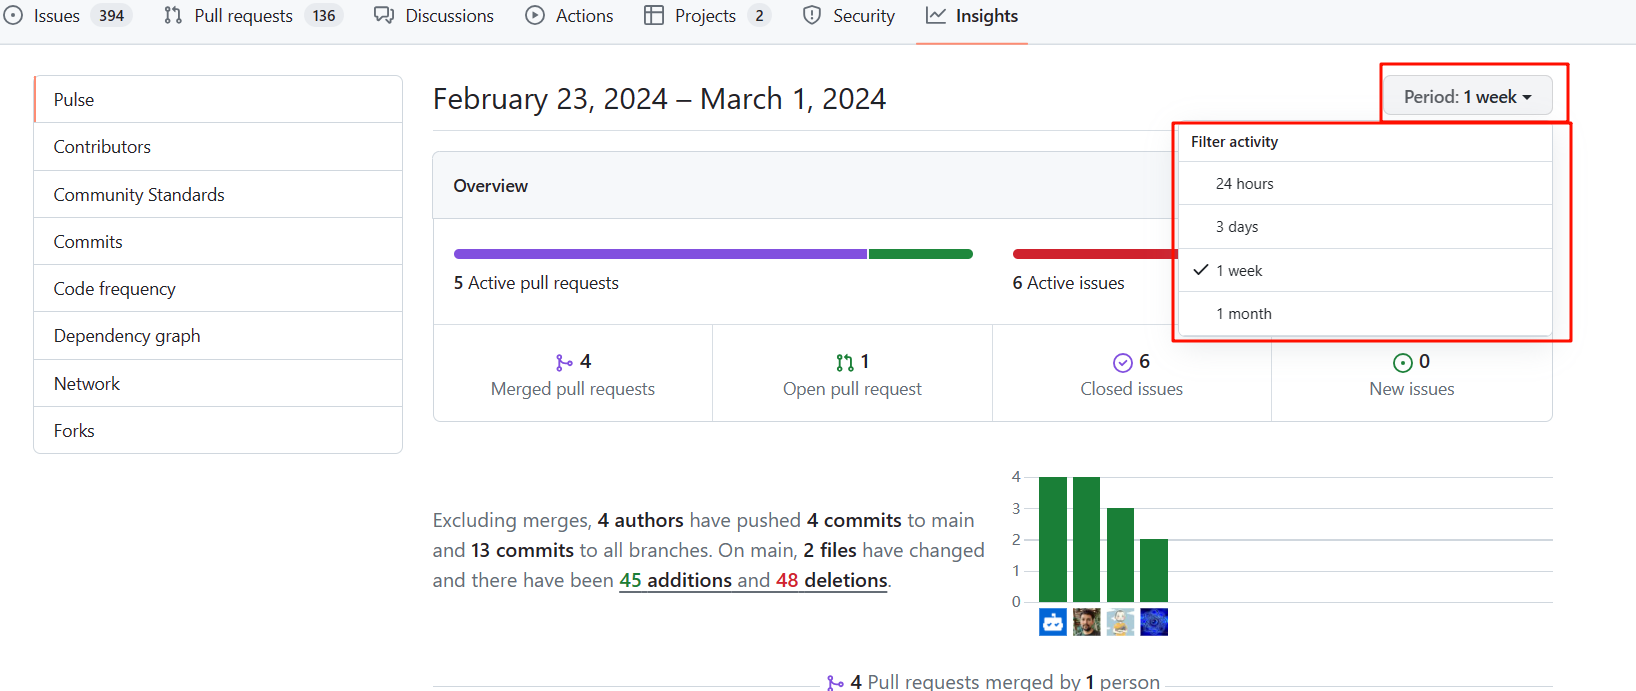 Issues 394 Pull requests 136 Discussions Actions Projects 2 Security Insights
Pulse
Contributors
Community Standards
Commits
Code frequency
Dependency graph
Network
Forks
February 23, 2024 – March 1, 2024
Period: 1 week
Filter activity
24 hours
3 days
1 week
1 month
Overview
5 Active pull requests
6 Active issues
4
Merged pull requests
1
Open pull request
6
Closed issues
0
New issues
Excluding merges, 4 authors have pushed 4 commits to main
and 13 commits to all branches. On main, 2 files have changed
and there have been 45 additions and 48 deletions.
4
3
2
1
0
4 Pull requests merged by 1 person